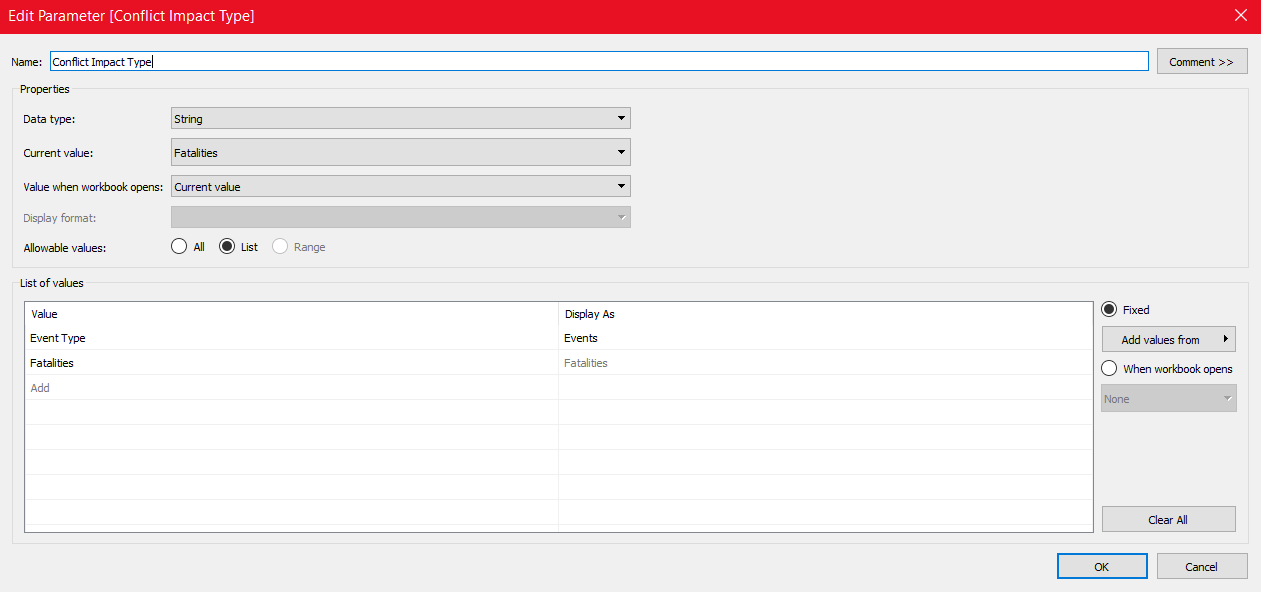 Edit Parameter [Conflict Impact Type]
Name: Conflict Impact Type Comment >>
Properties
Data type: String
Current value: Fatalities
Value when workbook opens: Current value
Display format:
Allowable values: All List Range
List of values
Value Display As Fixed
Event Type Events Add values from
Fatalities Fatalities When workbook opens
Add None
Clear All
OK Cancel